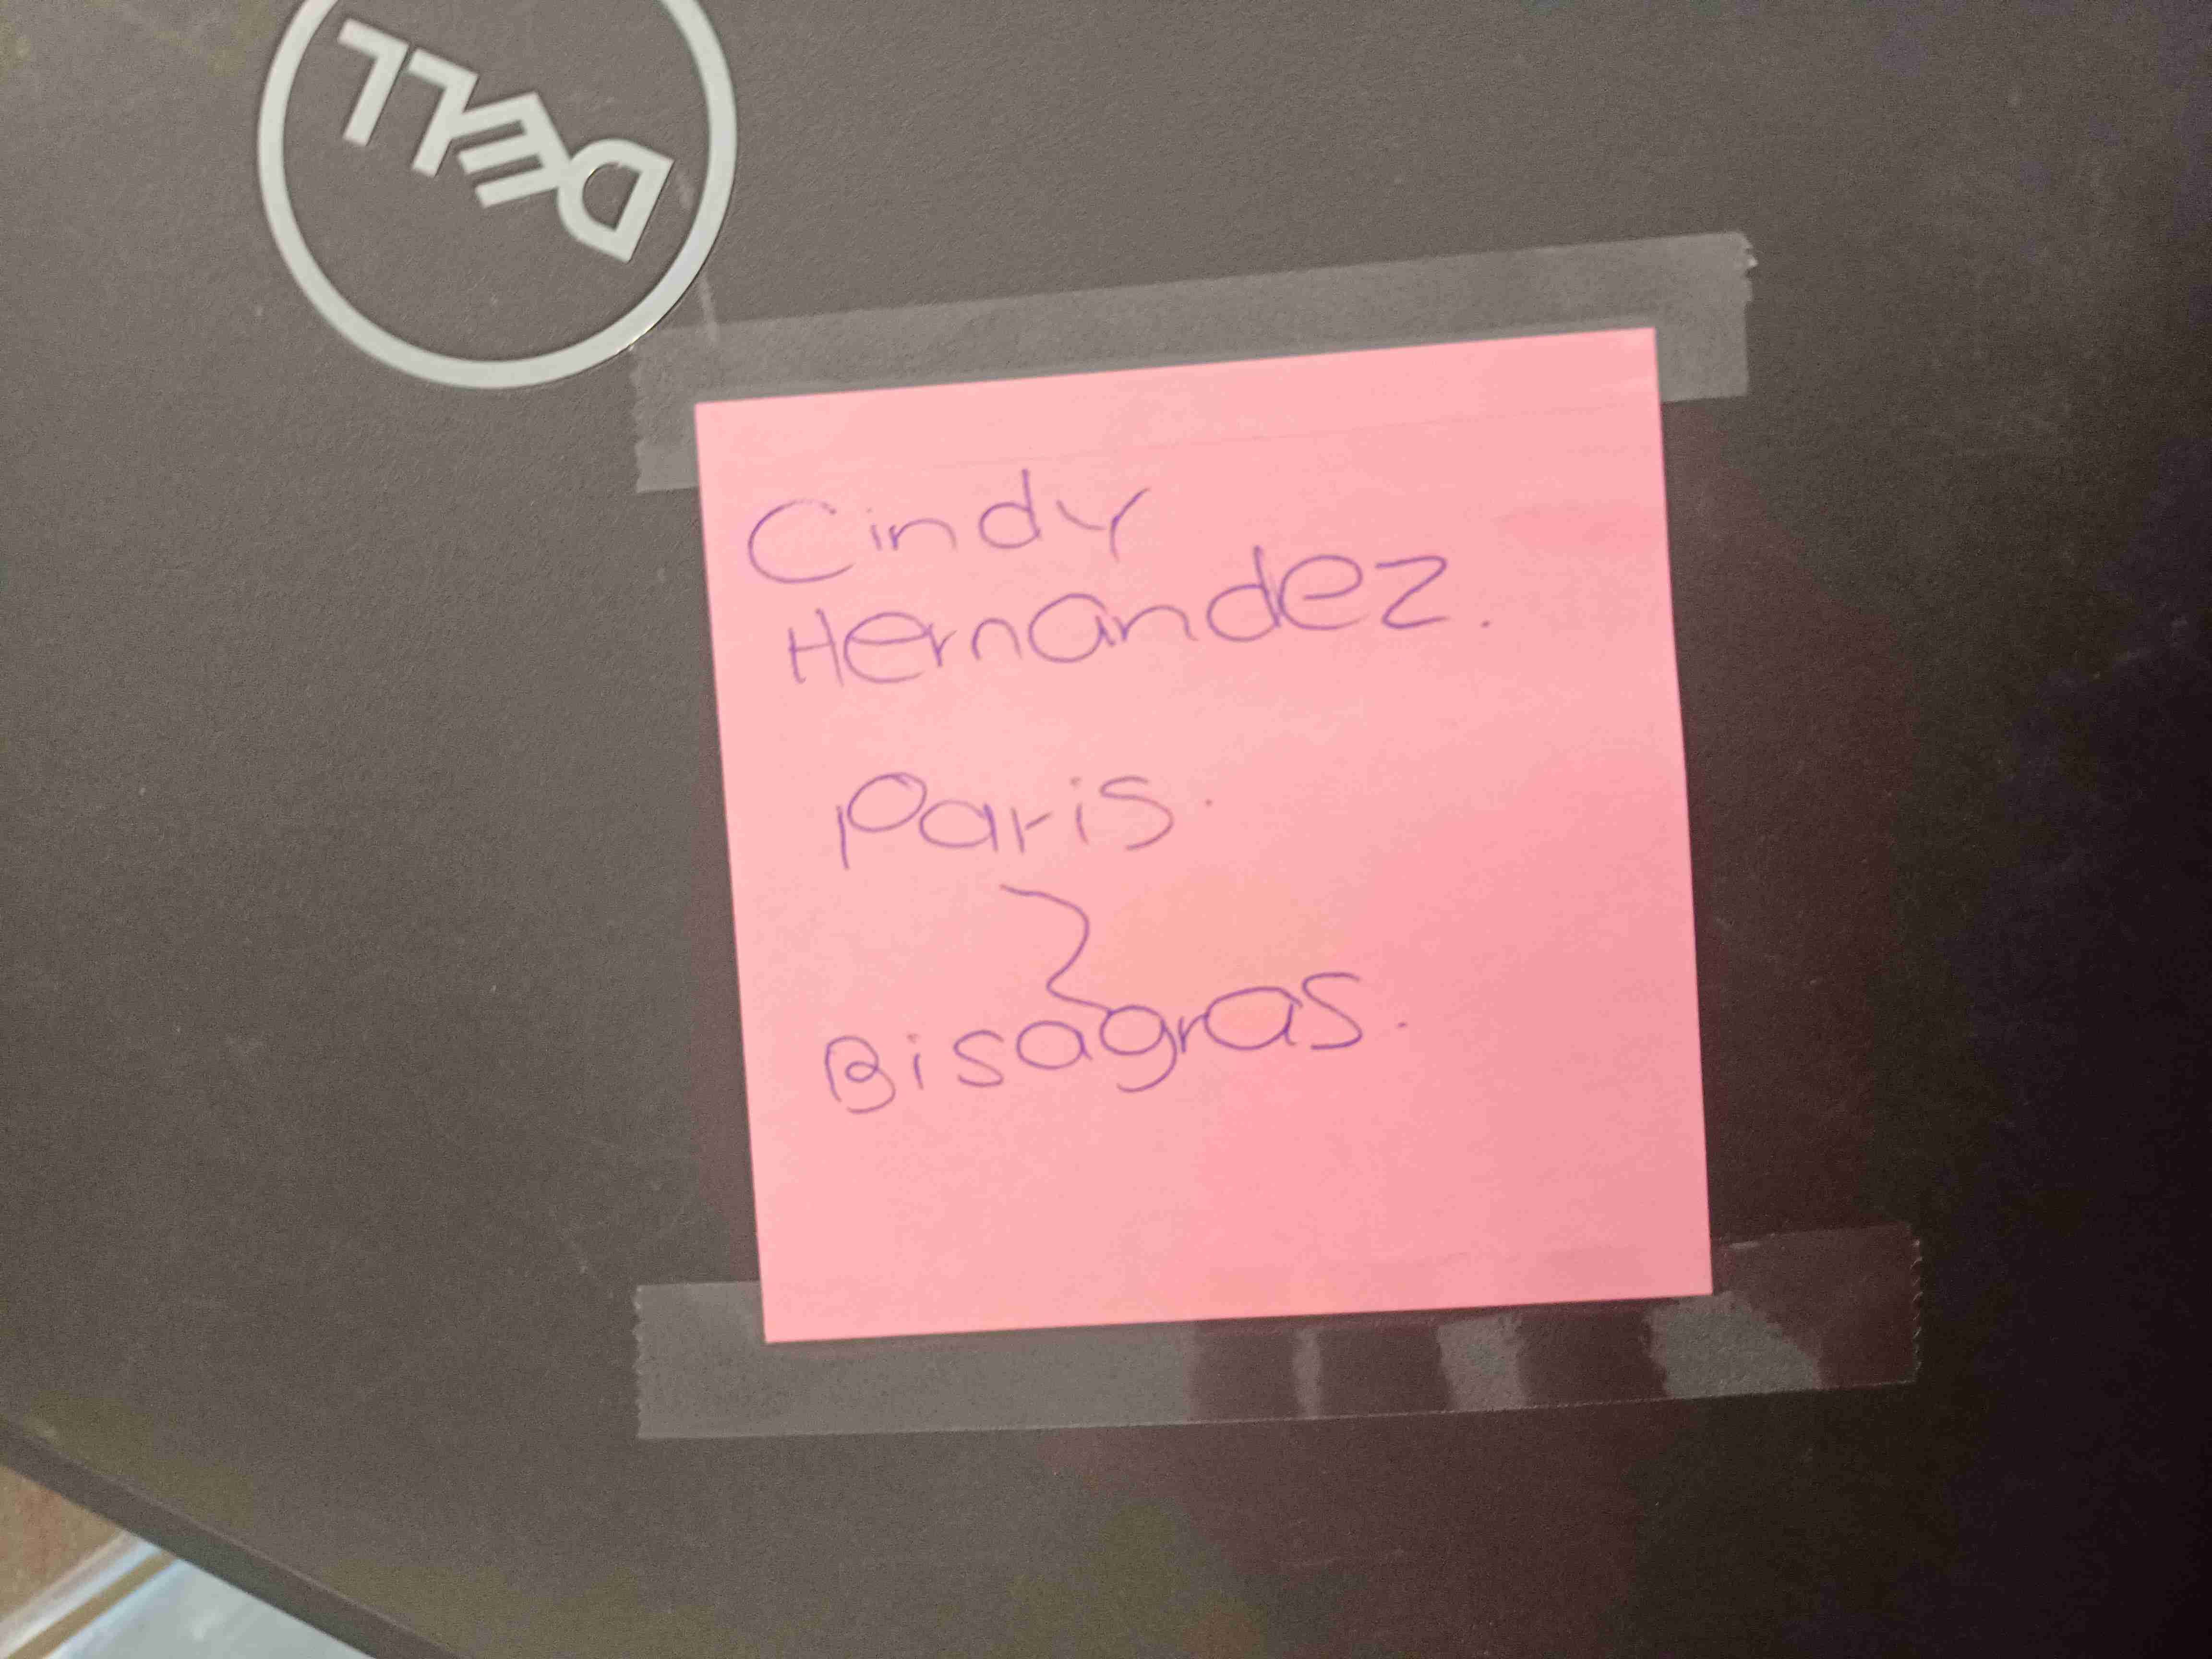 DELL
Cindy
Hernandez.
Paris.
Bisagras.